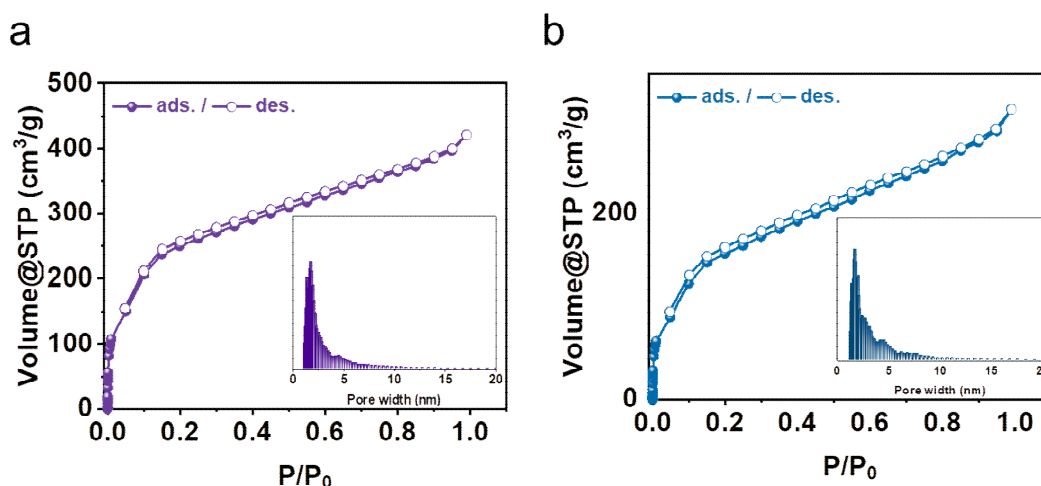 a
Volume@STP (cm³/g)
500
400
300
200
100
0
ads. / des.
0 5 10 15 20
Pore width (nm)
0.0 0.2 0.4 0.6 0.8 1.0
P/P₀
b
Volume@STP (cm³/g)
200
0
ads. / des.
0 5 10 15
Pore width (nm)
0.0 0.2 0.4 0.6 0.8 1.0
P/P₀